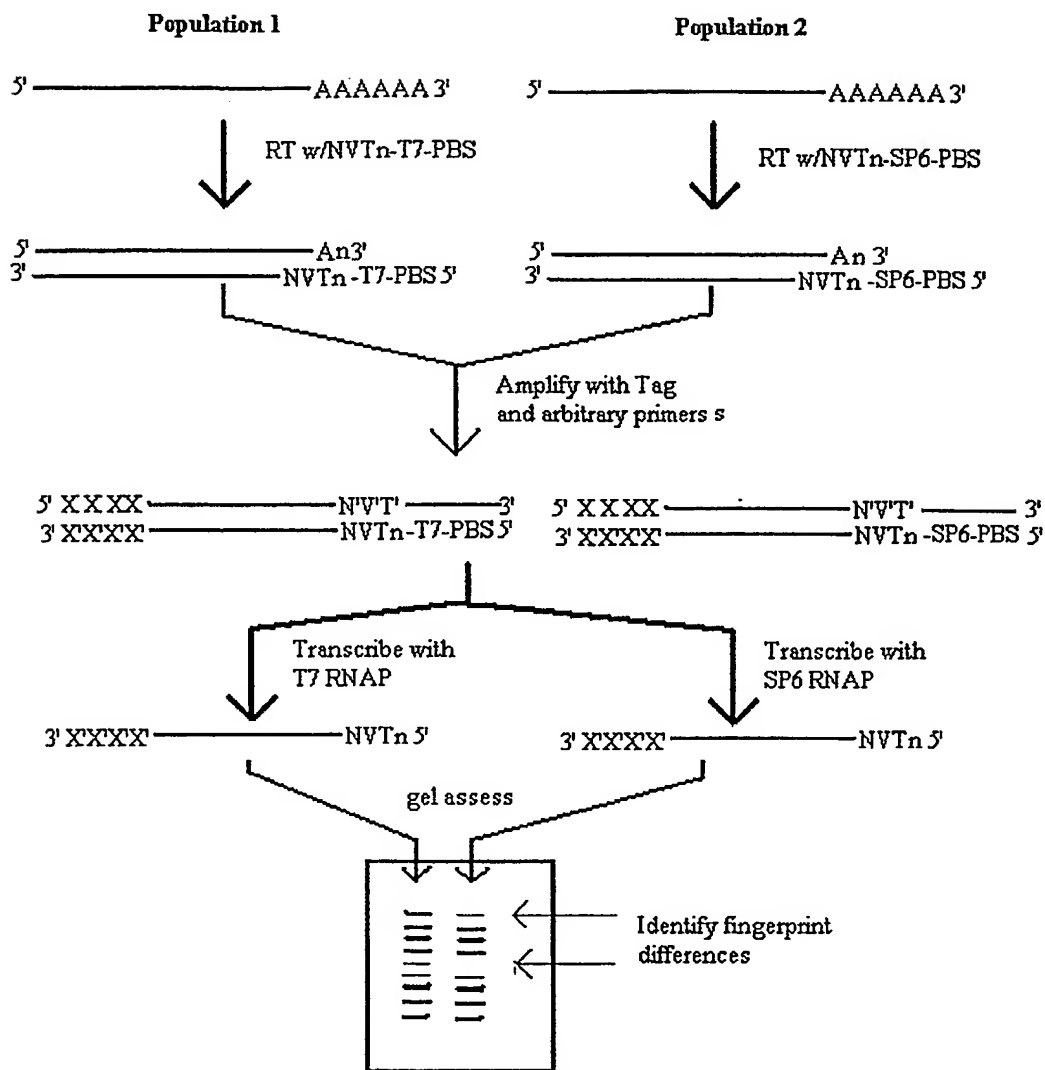 Population 1
Population 2
5' AAAAAA 3'
5' AAAAAA 3'
RT w/NVTn-T7-PBS
RT w/NVTn-SP6-PBS
5' An3'
3' NVTn -T7-PBS 5'
5' An 3'
3' NVTn -SP6-PBS 5'
Amplify with Tag
and arbitrary primers s
5' X X XX N'V'T' 3'
3' X'X'X'X' NVTn-T7-PBS 5'
5' X X XX N'V'T' 3'
3' X'X'X'X' NVTn -SP6-PBS 5'
Transcribe with
T7 RNAP
Transcribe with
SP6 RNAP
3' X'X'X'X' NVTn 5'
3' X'X'X'X' NVTn 5'
gel assess
Identify fingerprint
differences